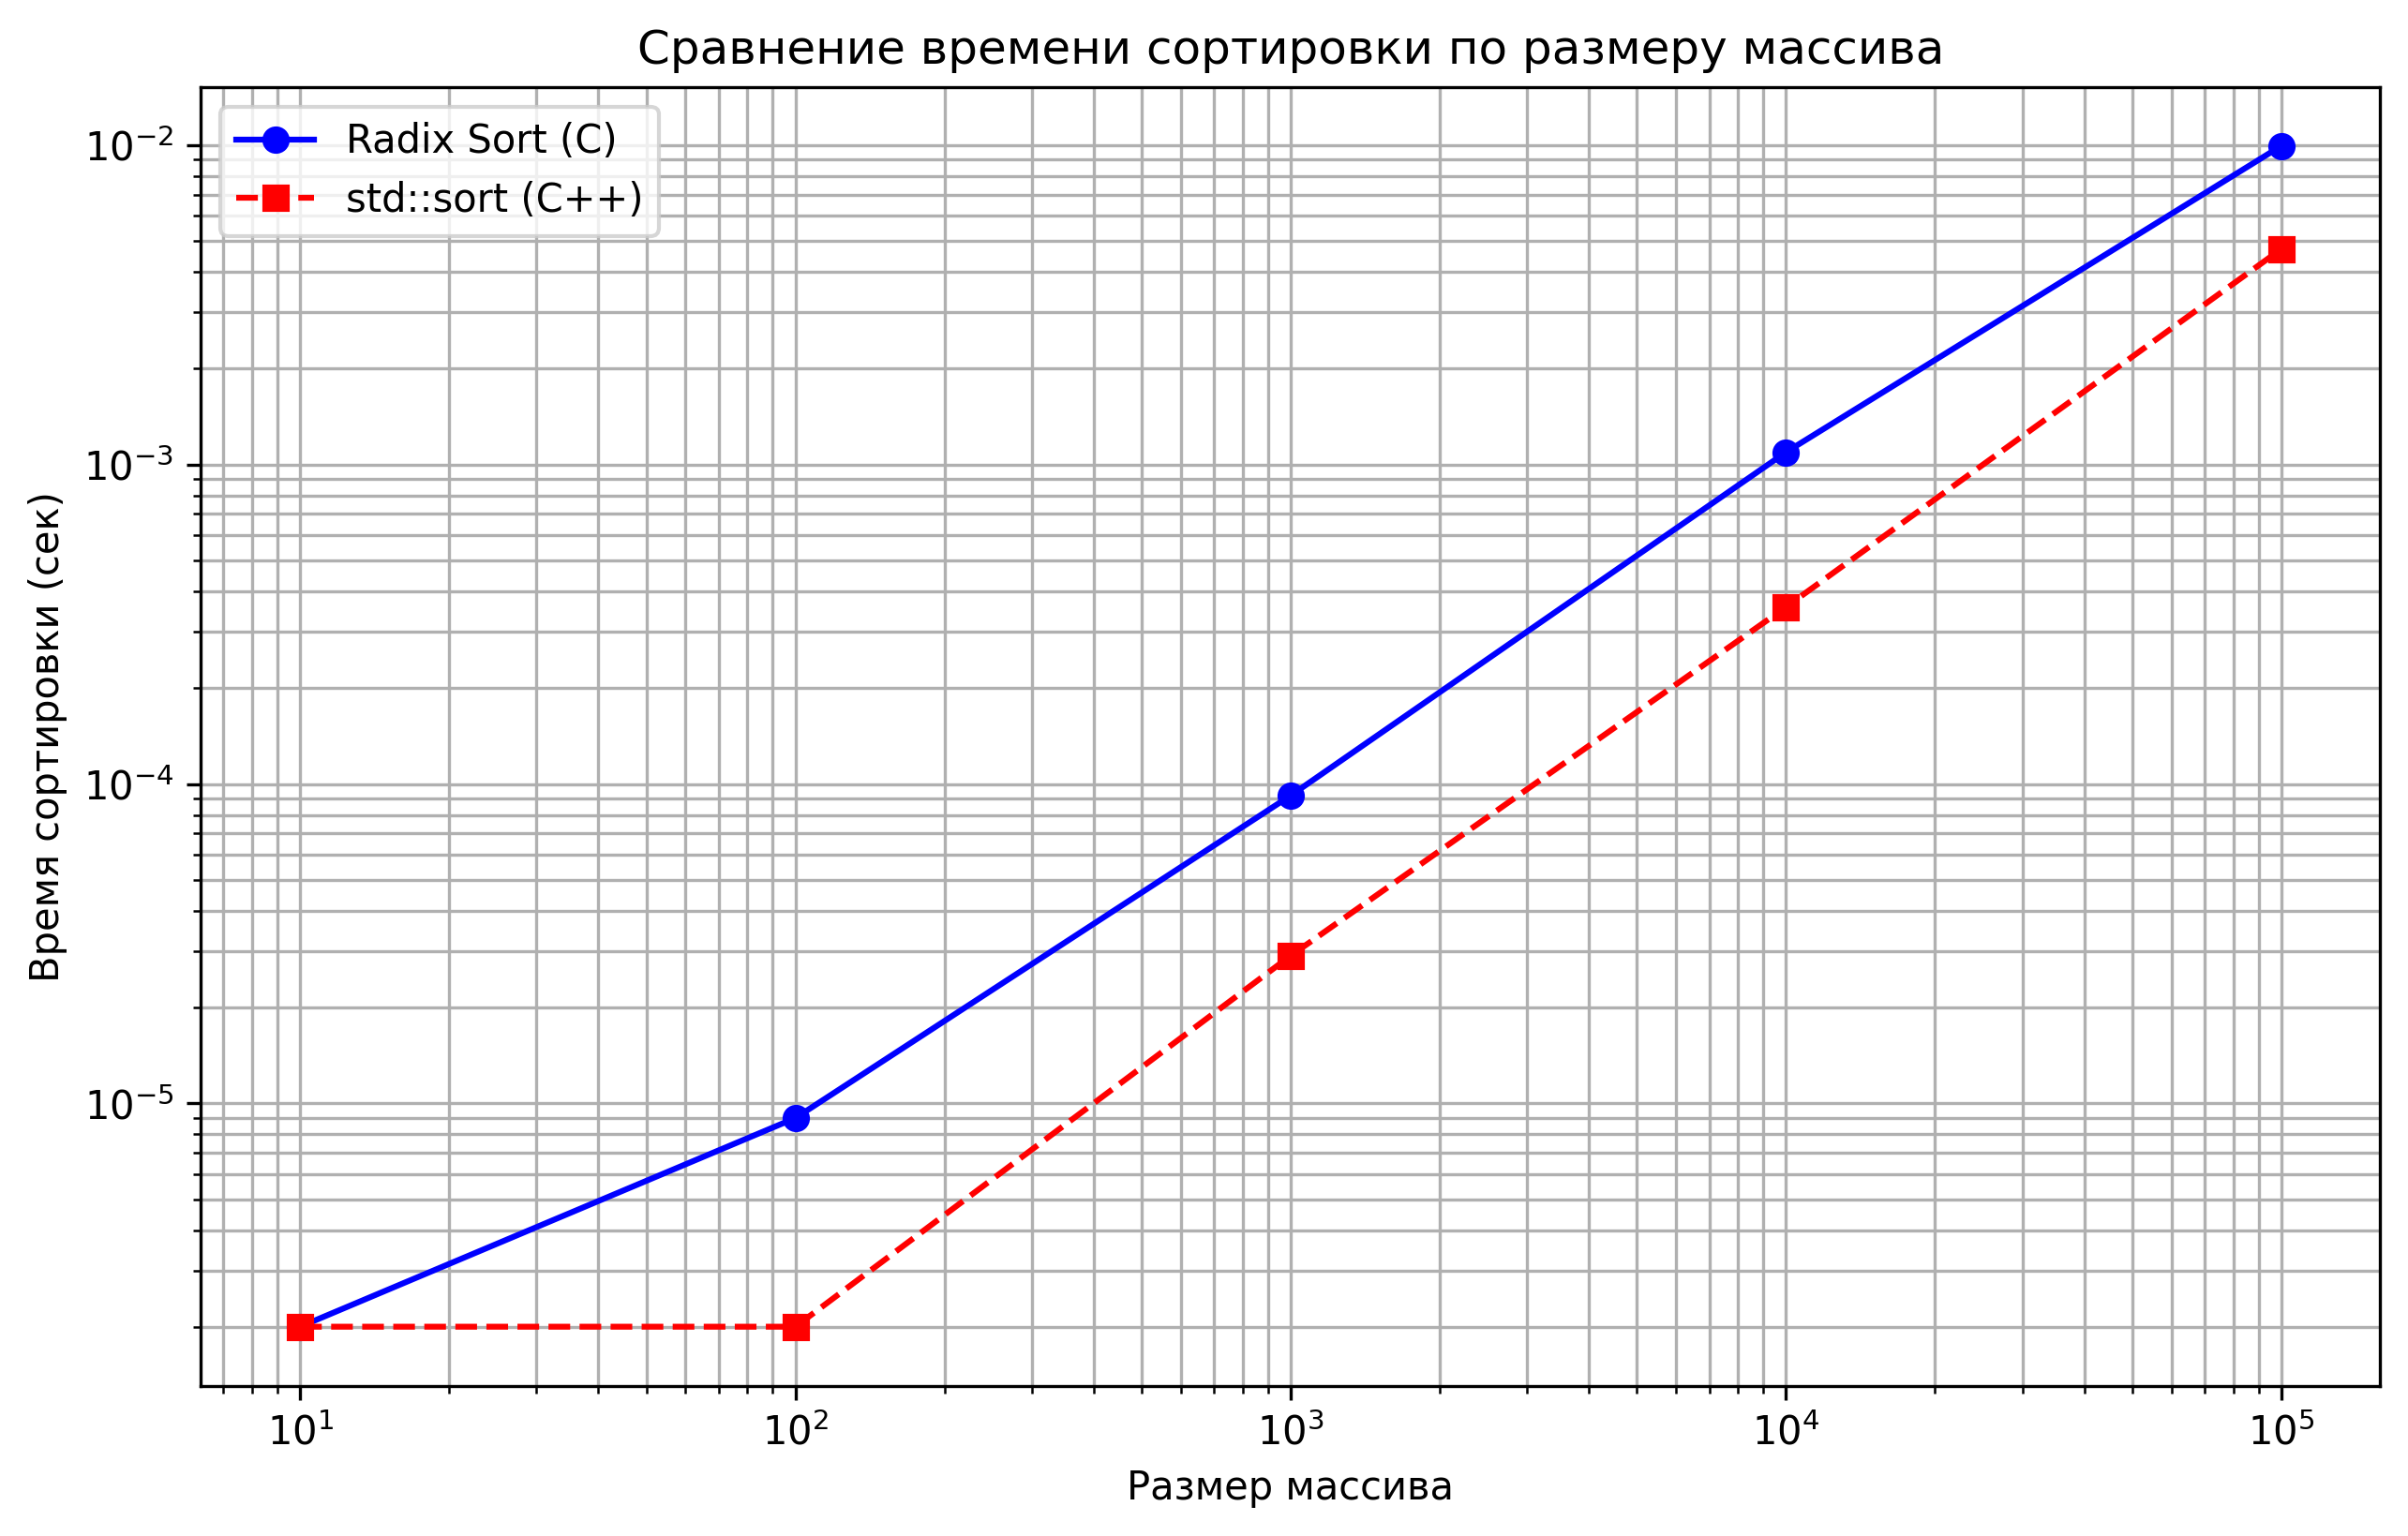 Сравнение времени сортировки по размеру массива
Radix Sort (C)
std::sort (C++)
Время сортировки (сек)
10⁻²
10⁻³
10⁻⁴
10⁻⁵
10¹ 10² 10³ 10⁴ 10⁵
Размер массива